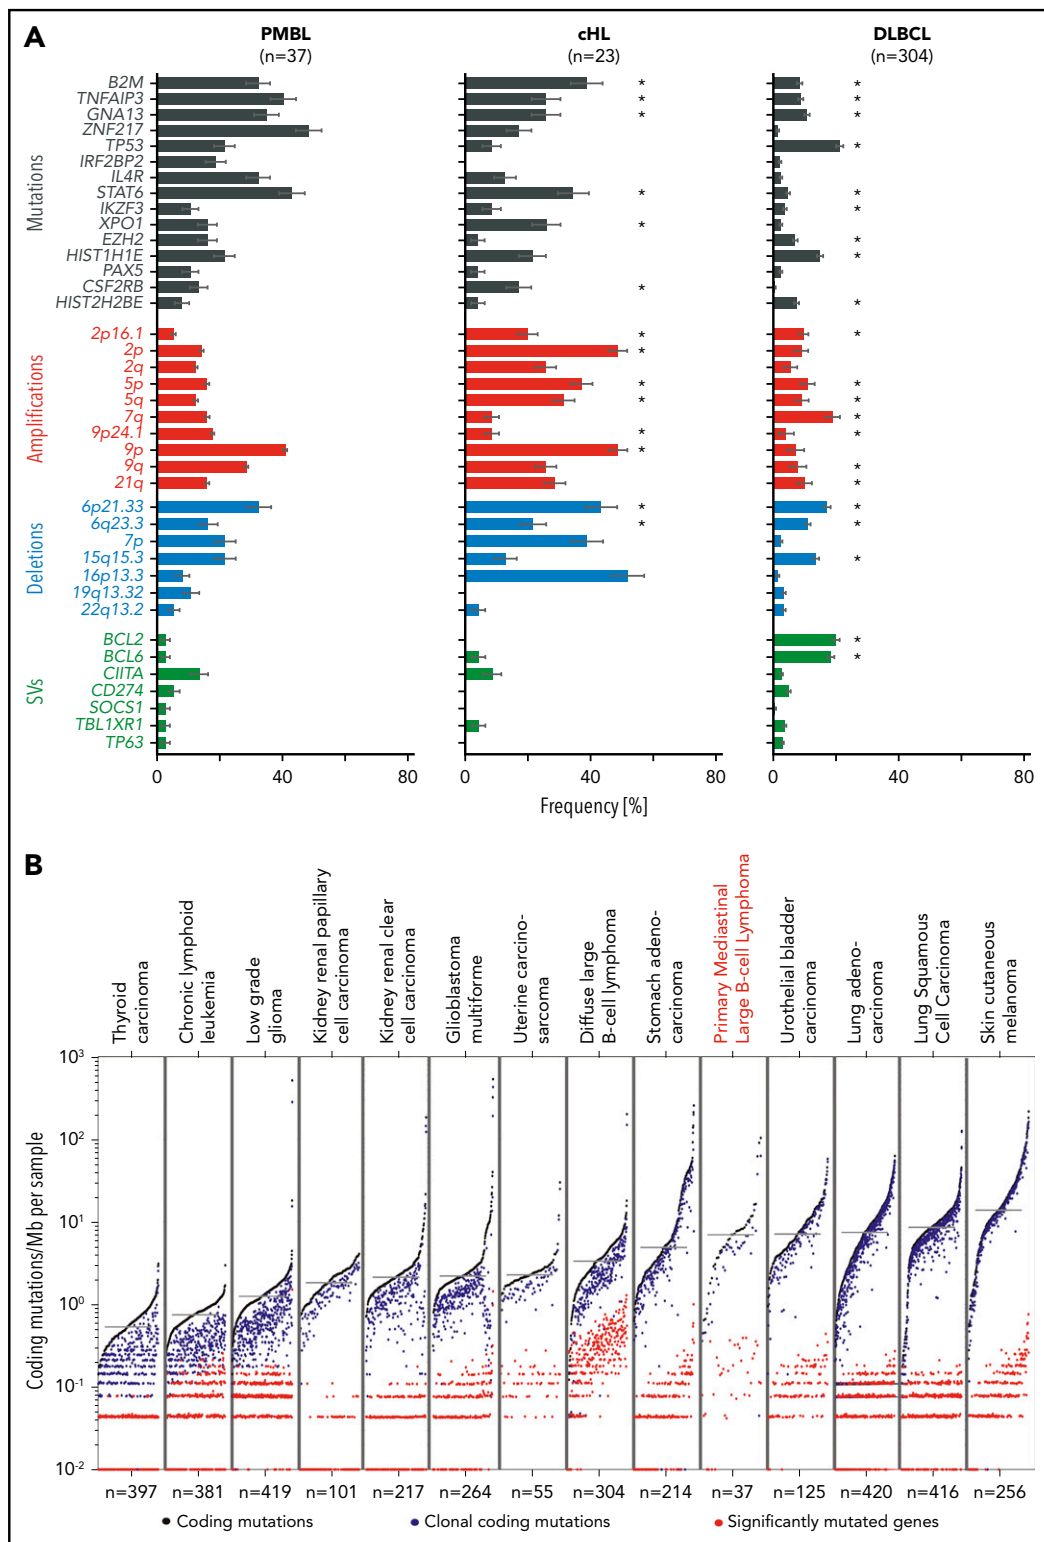 A
PMBL
(n=37)
cHL
(n=23)
DLBCL
(n=304)
Mutations
B2M
TNFAIP3
GNA13
ZNF217
TP53
IRF2BP2
IL4R
STAT6
IKZF3
XPO1
EZH2
HIST1H1E
PAX5
CSF2RB
HIST2H2BE
Amplifications
2p16.1
2p
2q
5p
5q
7q
9p24.1
9p
9q
21q
Deletions
6p21.33
6q23.3
7p
15q15.3
16p13.3
19q13.32
22q13.2
SVs
BCL2
BCL6
CIITA
CD274
SOCS1
TBL1XR1
TP63
0 40 80 0 40 80 0 40 80
Frequency [%]
B
Thyroid
carcinoma
Chronic lymphoid
leukemia
Low grade
glioma
Kidney renal papillary
cell carcinoma
Kidney renal clear
cell carcinoma
Glioblastoma
multiforme
Uterine carcino-
sarcoma
Diffuse large
B-cell lymphoma
Stomach adeno-
carcinoma
Primary Mediastinal
Large B-cell Lymphoma
Urothelial bladder
carcinoma
Lung adeno-
carcinoma
Lung Squamous
Cell Carcinoma
Skin cutaneous
melanoma
Coding mutations/Mb per sample
10³
10²
10¹
10⁰
10⁻¹
10⁻²
n=397 n=381 n=419 n=101 n=217 n=264 n=55 n=304 n=214 n=37 n=125 n=420 n=416 n=256
Coding mutations
Clonal coding mutations
Significantly mutated genes